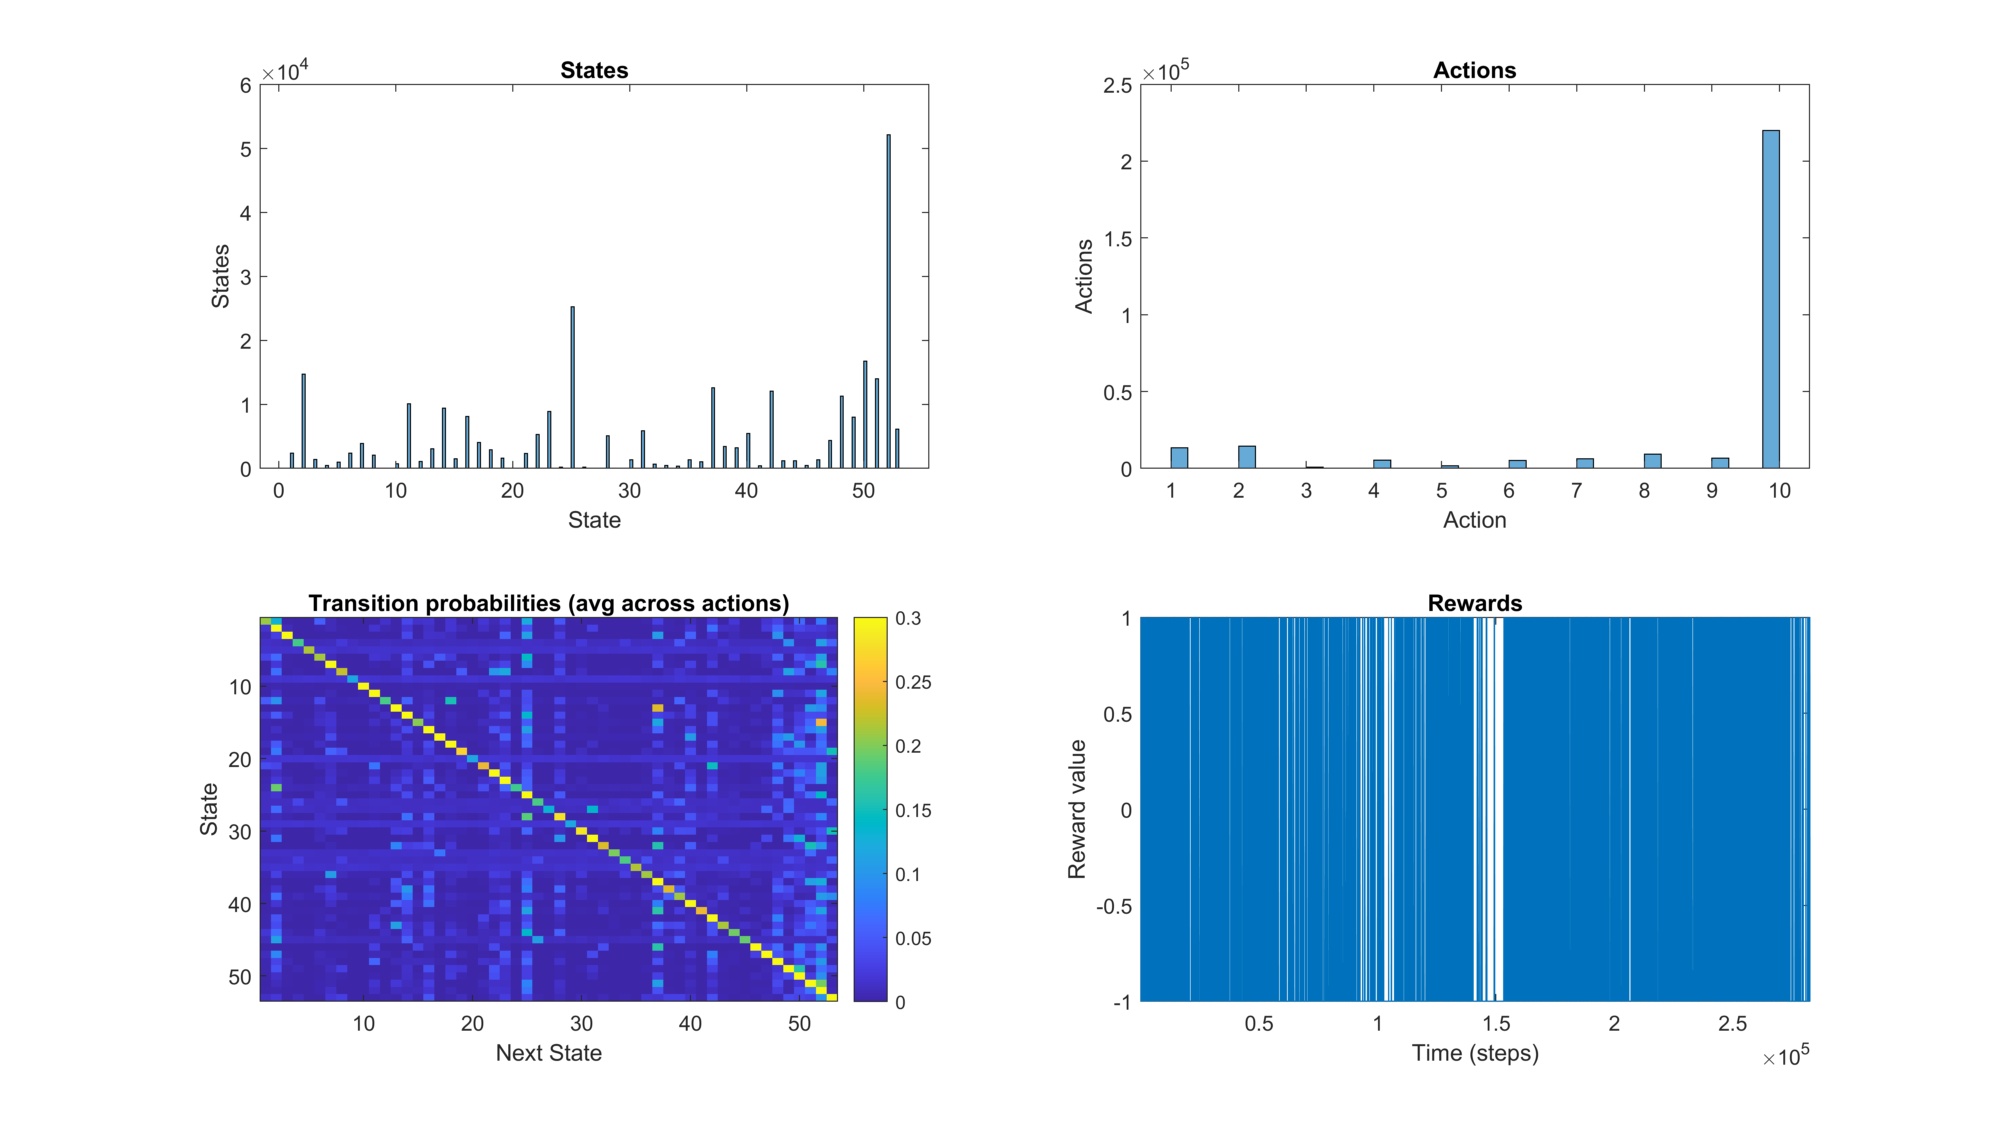 States
×10^4
6
5
4
3
2
1
0
States
0 10 20 30 40 50
State
Actions
×10^5
2.5
2
1.5
1
0.5
0
Actions
1 2 3 4 5 6 7 8 9 10
Action
Transition probabilities (avg across actions)
10
20
30
40
50
State
10 20 30 40 50
Next State
0.3
0.25
0.2
0.15
0.1
0.05
0
Rewards
1
0.5
0
-0.5
-1
Reward value
0.5 1 1.5 2 2.5
Time (steps)
×10^5